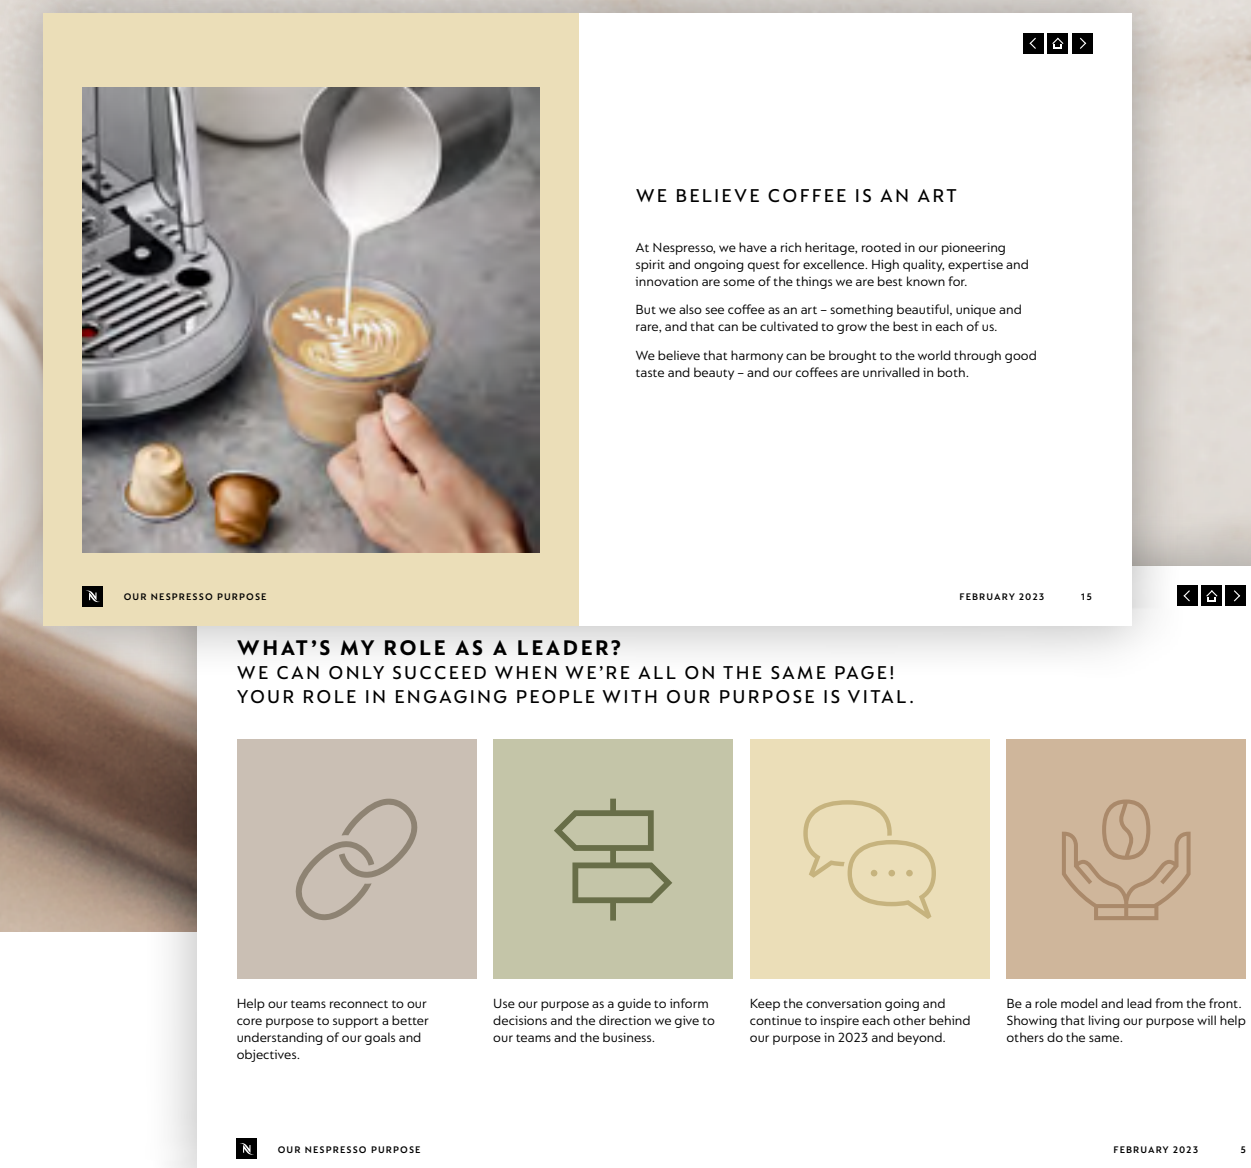 WE BELIEVE COFFEE IS AN ART
At Nespresso, we have a rich heritage, rooted in our pioneering
spirit and ongoing quest for excellence. High quality, expertise and
innovation are some of the things we are best known for.
But we also see coffee as an art – something beautiful, unique and
rare, and that can be cultivated to grow the best in each of us.
We believe that harmony can be brought to the world through good
taste and beauty – and our coffees are unrivalled in both.
N OUR NESPRESSO PURPOSE
FEBRUARY 2023 15
WHAT’S MY ROLE AS A LEADER?
WE CAN ONLY SUCCEED WHEN WE’RE ALL ON THE SAME PAGE!
YOUR ROLE IN ENGAGING PEOPLE WITH OUR PURPOSE IS VITAL.
Help our teams reconnect to our
core purpose to support a better
understanding of our goals and
objectives.
Use our purpose as a guide to inform
decisions and the direction we give to
our teams and the business.
Keep the conversation going and
continue to inspire each other behind
our purpose in 2023 and beyond.
Be a role model and lead from the front.
Showing that living our purpose will help
others do the same.
N OUR NESPRESSO PURPOSE
FEBRUARY 2023 5